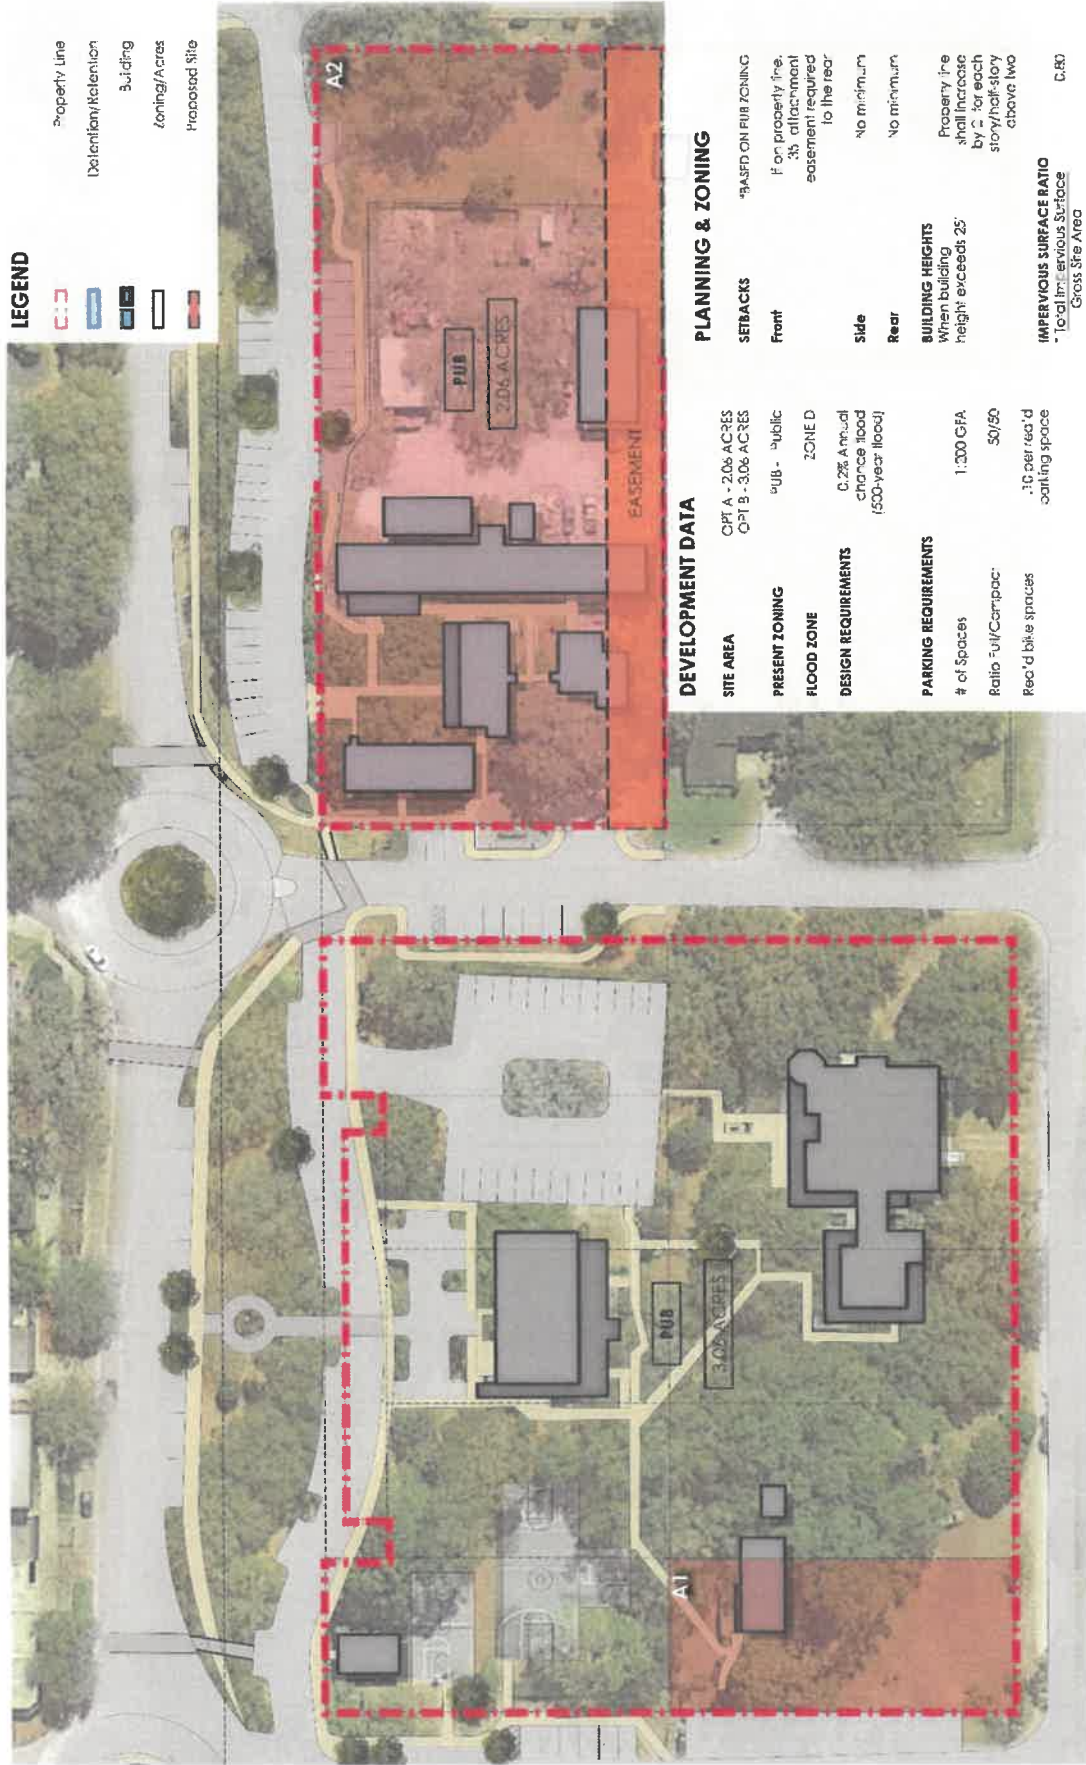 LEGEND
Property Line
Detention/Retention
Building
Zoning/Acres
Proposed Site
A2
PUB
2.06 ACRES
EASEMENT
PUB
3.06 ACRES
A1
DEVELOPMENT DATA
SITE AREA OPT A - 2.06 ACRES
OPT B - 3.06 ACRES
PRESENT ZONING PUB - Public
FLOOD ZONE ZONE D
DESIGN REQUIREMENTS 0.2% Annual
chance flood
(500-year flood)
PARKING REQUIREMENTS
# of Spaces 1:200 GFA
Ratio Full/Compact 50/50
Req'd bike spaces .10 per req'd
parking space
PLANNING & ZONING
SETBACKS *BASED ON PUB ZONING
Front If on property line,
35' attachment
easement required
to the rear
Side No minimum
Rear No minimum
BUILDING HEIGHTS
When building Property line
height exceeds 25' shall increase
by 2' for each
story/half-story
above two
IMPERVIOUS SURFACE RATIO
* Total Impervious Surface 0.80
Gross Site Area